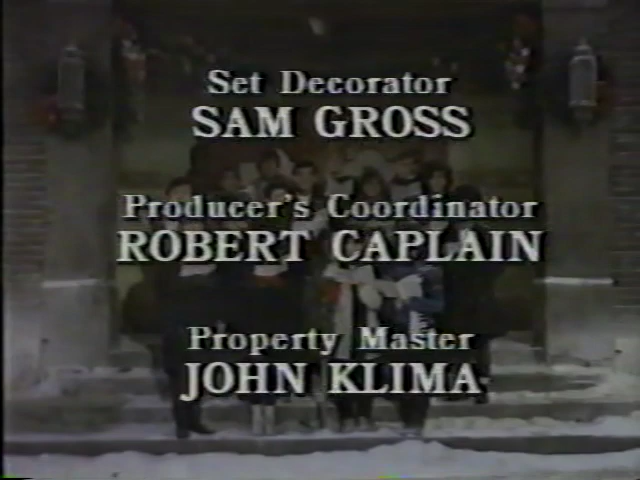 Set Decorator
SAM GROSS
Producer's Coordinator
ROBERT CAPLAIN
Property Master
JOHN KLIMA